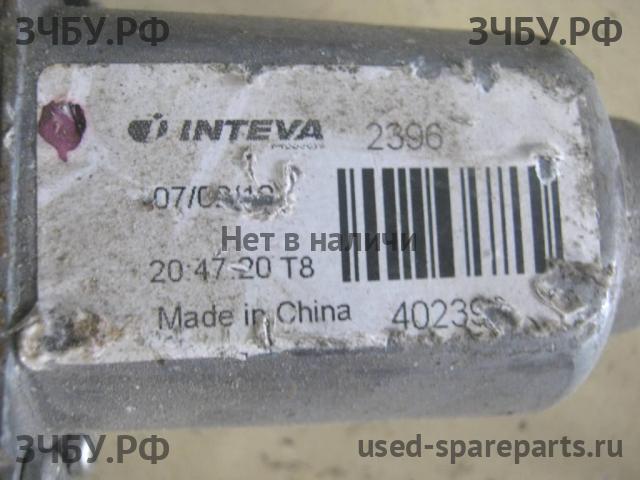 ЗЧБУ.РФ ЗЧБУ.РФ
INTEVA 2396
Нет в наличи
20:47:20 T8
Made in China
ЗЧБУ.РФ used-spareparts.ru